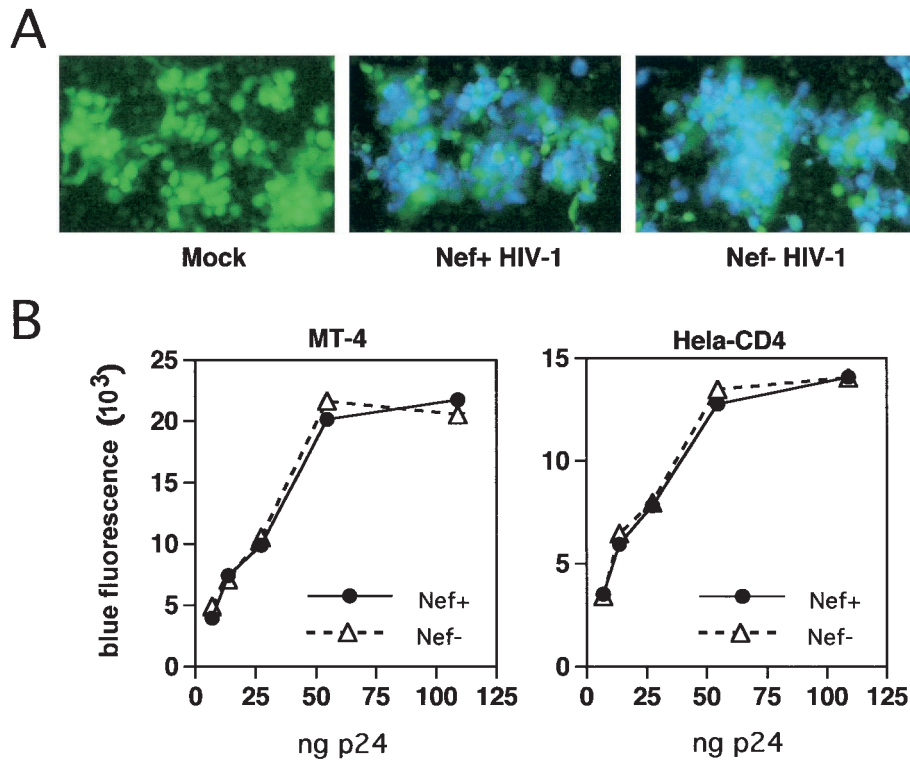 A
Mock
Nef+ HIV-1
Nef- HIV-1
B
MT-4
Hela-CD4
blue fluorescence (10³)
25
20
15
10
5
0
0 25 50 75 100 125
ng p24
Nef+
Nef-
15
10
5
0
0 25 50 75 100 125
ng p24
Nef+
Nef-